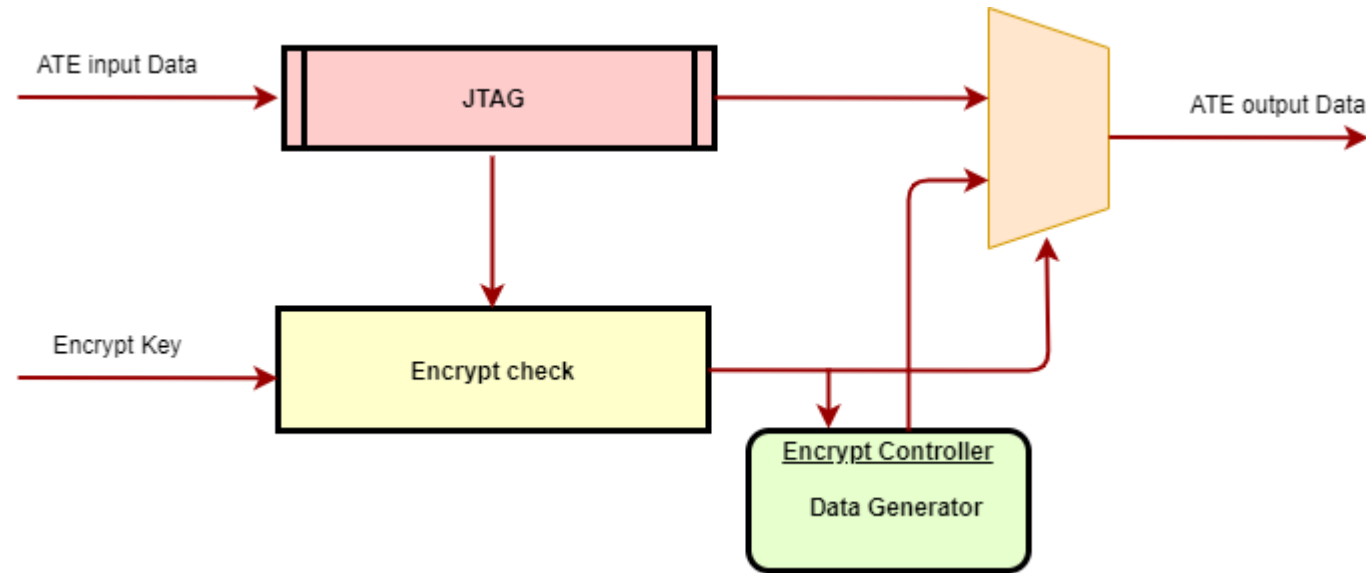 ATE input Data
JTAG
ATE output Data
Encrypt Key
Encrypt check
Encrypt Controller
Data Generator